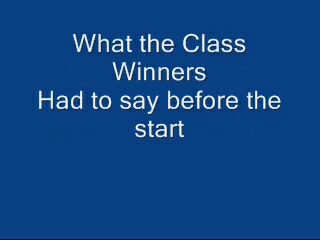 What the Class
Winners
Had to say before the
start